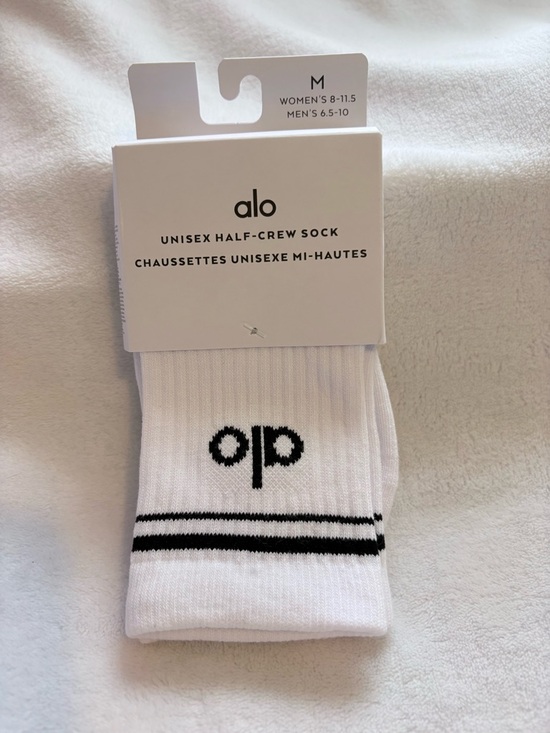 M
WOMEN'S 8-11.5
MEN'S 6.5-10
alo
UNISEX HALF-CREW SOCK
CHAUSSETTES UNISEXE MI-HAUTES
alo